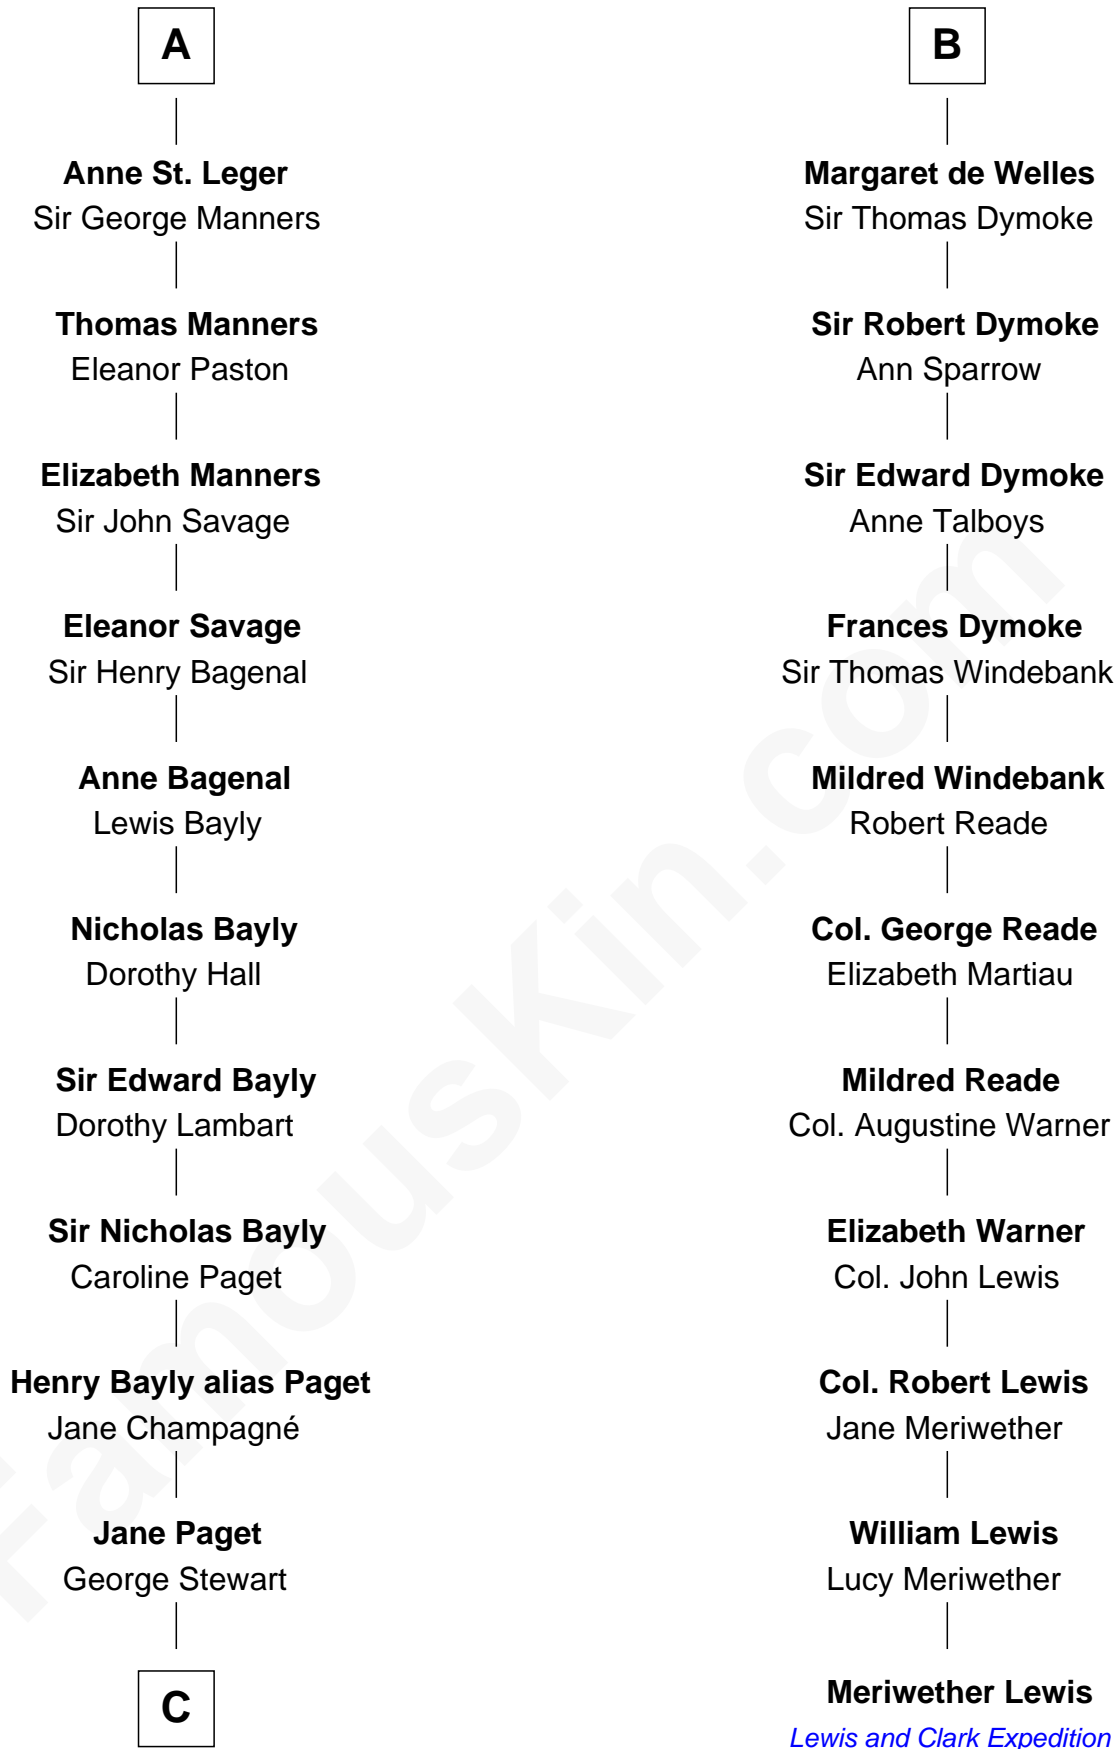 A
Anne St. Leger
Sir George Manners
Thomas Manners
Eleanor Paston
Elizabeth Manners
Sir John Savage
Eleanor Savage
Sir Henry Bagenal
Anne Bagenal
Lewis Bayly
Nicholas Bayly
Dorothy Hall
Sir Edward Bayly
Dorothy Lambart
Sir Nicholas Bayly
Caroline Paget
Henry Bayly alias Paget
Jane Champagné
Jane Paget
George Stewart
C
B
Margaret de Welles
Sir Thomas Dymoke
Sir Robert Dymoke
Ann Sparrow
Sir Edward Dymoke
Anne Talboys
Frances Dymoke
Sir Thomas Windebank
Mildred Windebank
Robert Reade
Col. George Reade
Elizabeth Martiau
Mildred Reade
Col. Augustine Warner
Elizabeth Warner
Col. John Lewis
Col. Robert Lewis
Jane Meriwether
William Lewis
Lucy Meriwether
Meriwether Lewis
Lewis and Clark Expedition
FamousKin.com